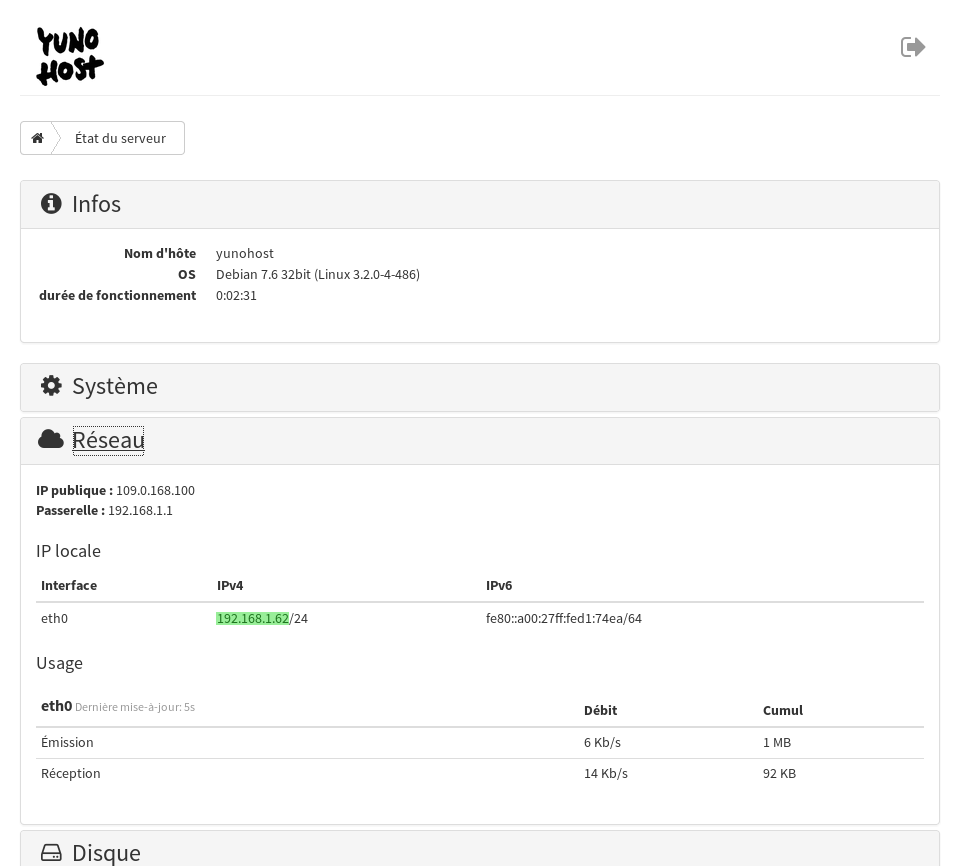 YUNO
HOST
État du serveur
Infos
Nom d'hôte yunohost
OS Debian 7.6 32bit (Linux 3.2.0-4-486)
durée de fonctionnement 0:02:31
Système
Réseau
IP publique : 109.0.168.100
Passerelle : 192.168.1.1
IP locale
Interface IPv4 IPv6
eth0 192.168.1.62/24 fe80::a00:27ff:fed1:74ea/64
Usage
eth0 Dernière mise-à-jour: 5s Débit Cumul
Émission 6 Kb/s 1 MB
Réception 14 Kb/s 92 KB
Disque